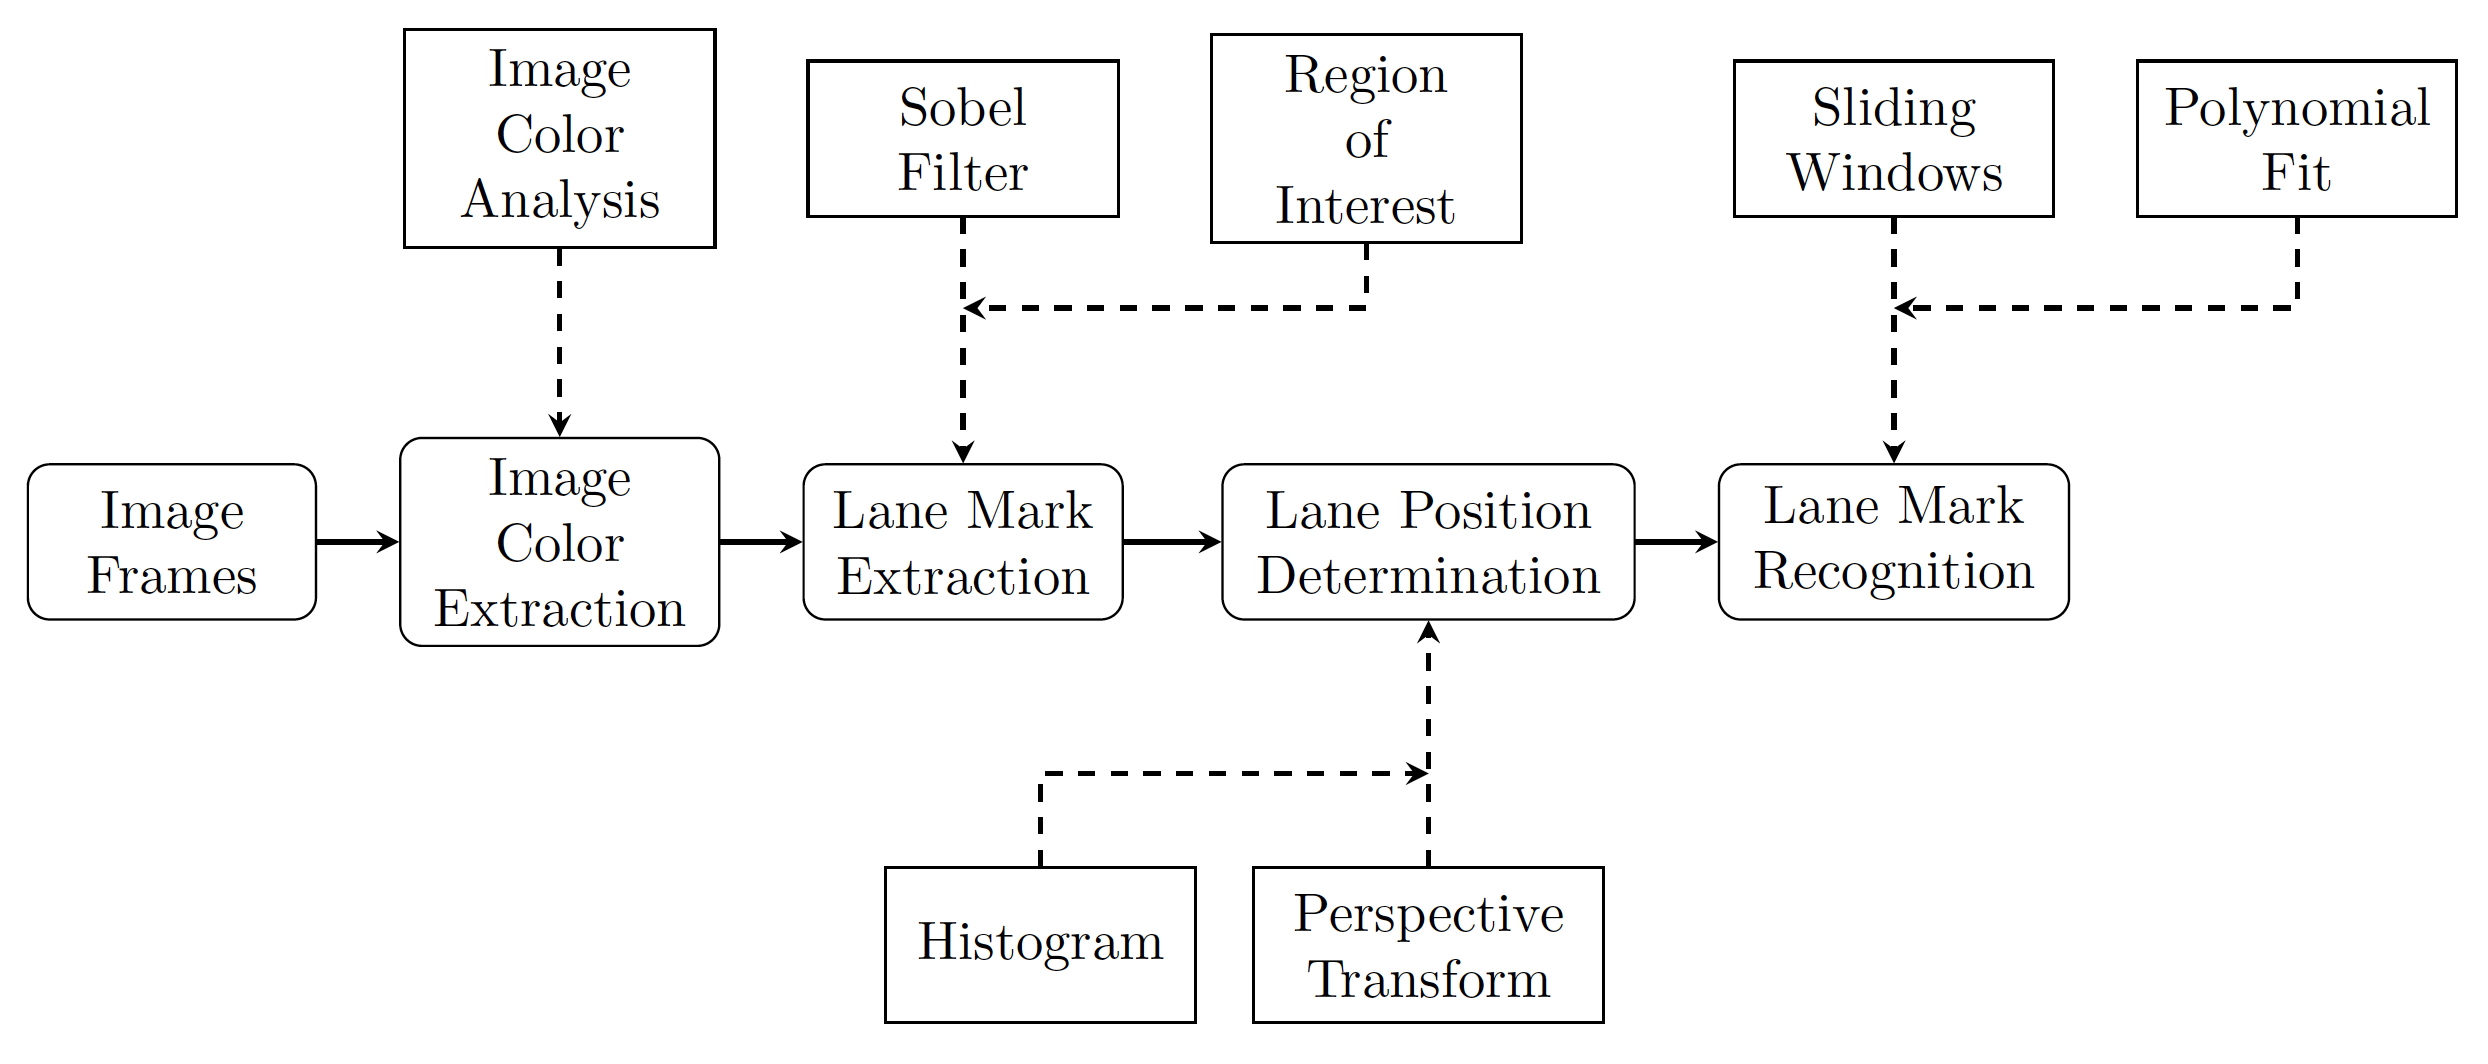 Image
Color
Analysis
Sobel
Filter
Region
of
Interest
Sliding
Windows
Polynomial
Fit
Image
Frames
Image
Color
Extraction
Lane Mark
Extraction
Lane Position
Determination
Lane Mark
Recognition
Histogram
Perspective
Transform